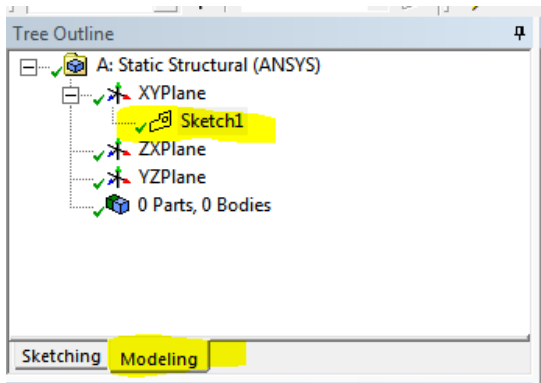 Tree Outline
A: Static Structural (ANSYS)
XYPlane
Sketch1
ZXPlane
YZPlane
0 Parts, 0 Bodies
Sketching Modeling